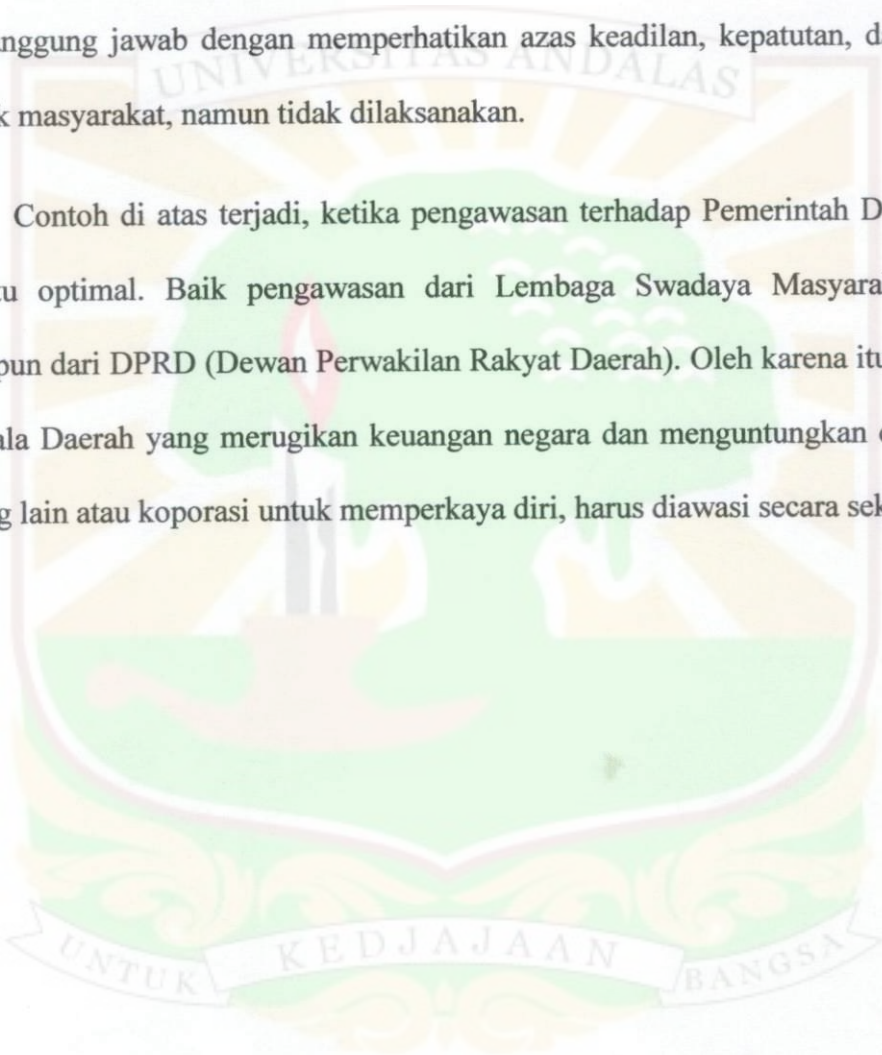 nggung jawab dengan memperhatikan azas keadilan, kepatutan, d
UNIVERSITAS ANDALAS
k masyarakat, namun tidak dilaksanakan.
Contoh di atas terjadi, ketika pengawasan terhadap Pemerintah D
u optimal. Baik pengawasan dari Lembaga Swadaya Masyara
pun dari DPRD (Dewan Perwakilan Rakyat Daerah). Oleh karena itu
ala Daerah yang merugikan keuangan negara dan menguntungkan
g lain atau koporasi untuk memperkaya diri, harus diawasi secara sek
UNTUK KEDJAJAAN BANGSA